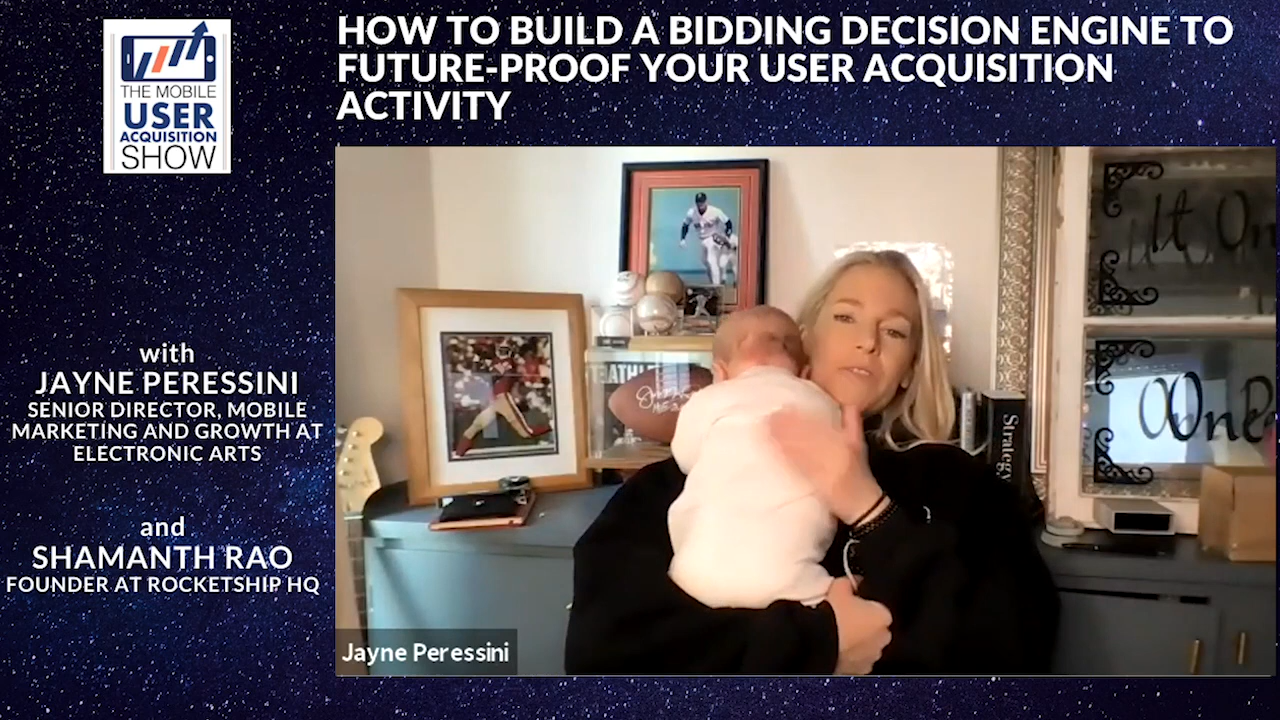 THE MOBILE
USER
ACQUISITION
SHOW
HOW TO BUILD A BIDDING DECISION ENGINE TO
FUTURE-PROOF YOUR USER ACQUISITION
ACTIVITY
with
JAYNE PERESSINI
SENIOR DIRECTOR, MOBILE
MARKETING AND GROWTH AT
ELECTRONIC ARTS
and
SHAMANTH RAO
FOUNDER AT ROCKETSHIP HQ
Strategy
It
Jayne Peressini